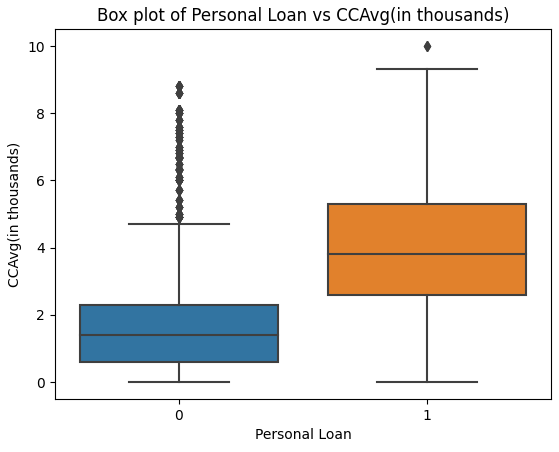 Box plot of Personal Loan vs CCAvg(in thousands)
10
8
6
4
2
0
CCAvg(in thousands)
0 1
Personal Loan